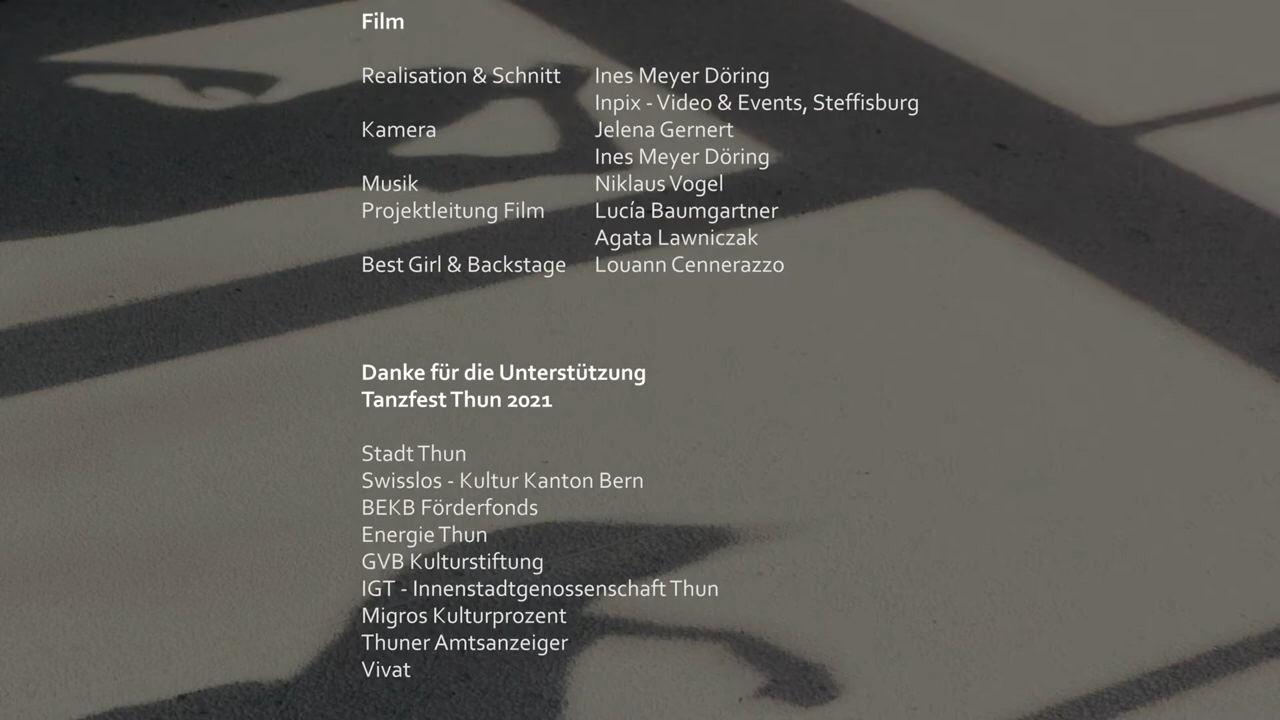 Film
Realisation & Schnitt Ines Meyer Döring
Inpix - Video & Events, Steffisburg
Kamera Jelena Gernert
Ines Meyer Döring
Musik Niklaus Vogel
Projektleitung Film Lucía Baumgartner
Agata Lawniczak
Best Girl & Backstage Louann Cennerazzo
Danke für die Unterstützung
Tanzfest Thun 2021
Stadt Thun
Swisslos - Kultur Kanton Bern
BEKB Förderfonds
Energie Thun
GVB Kulturstiftung
IGT - Innenstadtgenossenschaft Thun
Migros Kulturprozent
Thuner Amtsanzeiger
Vivat